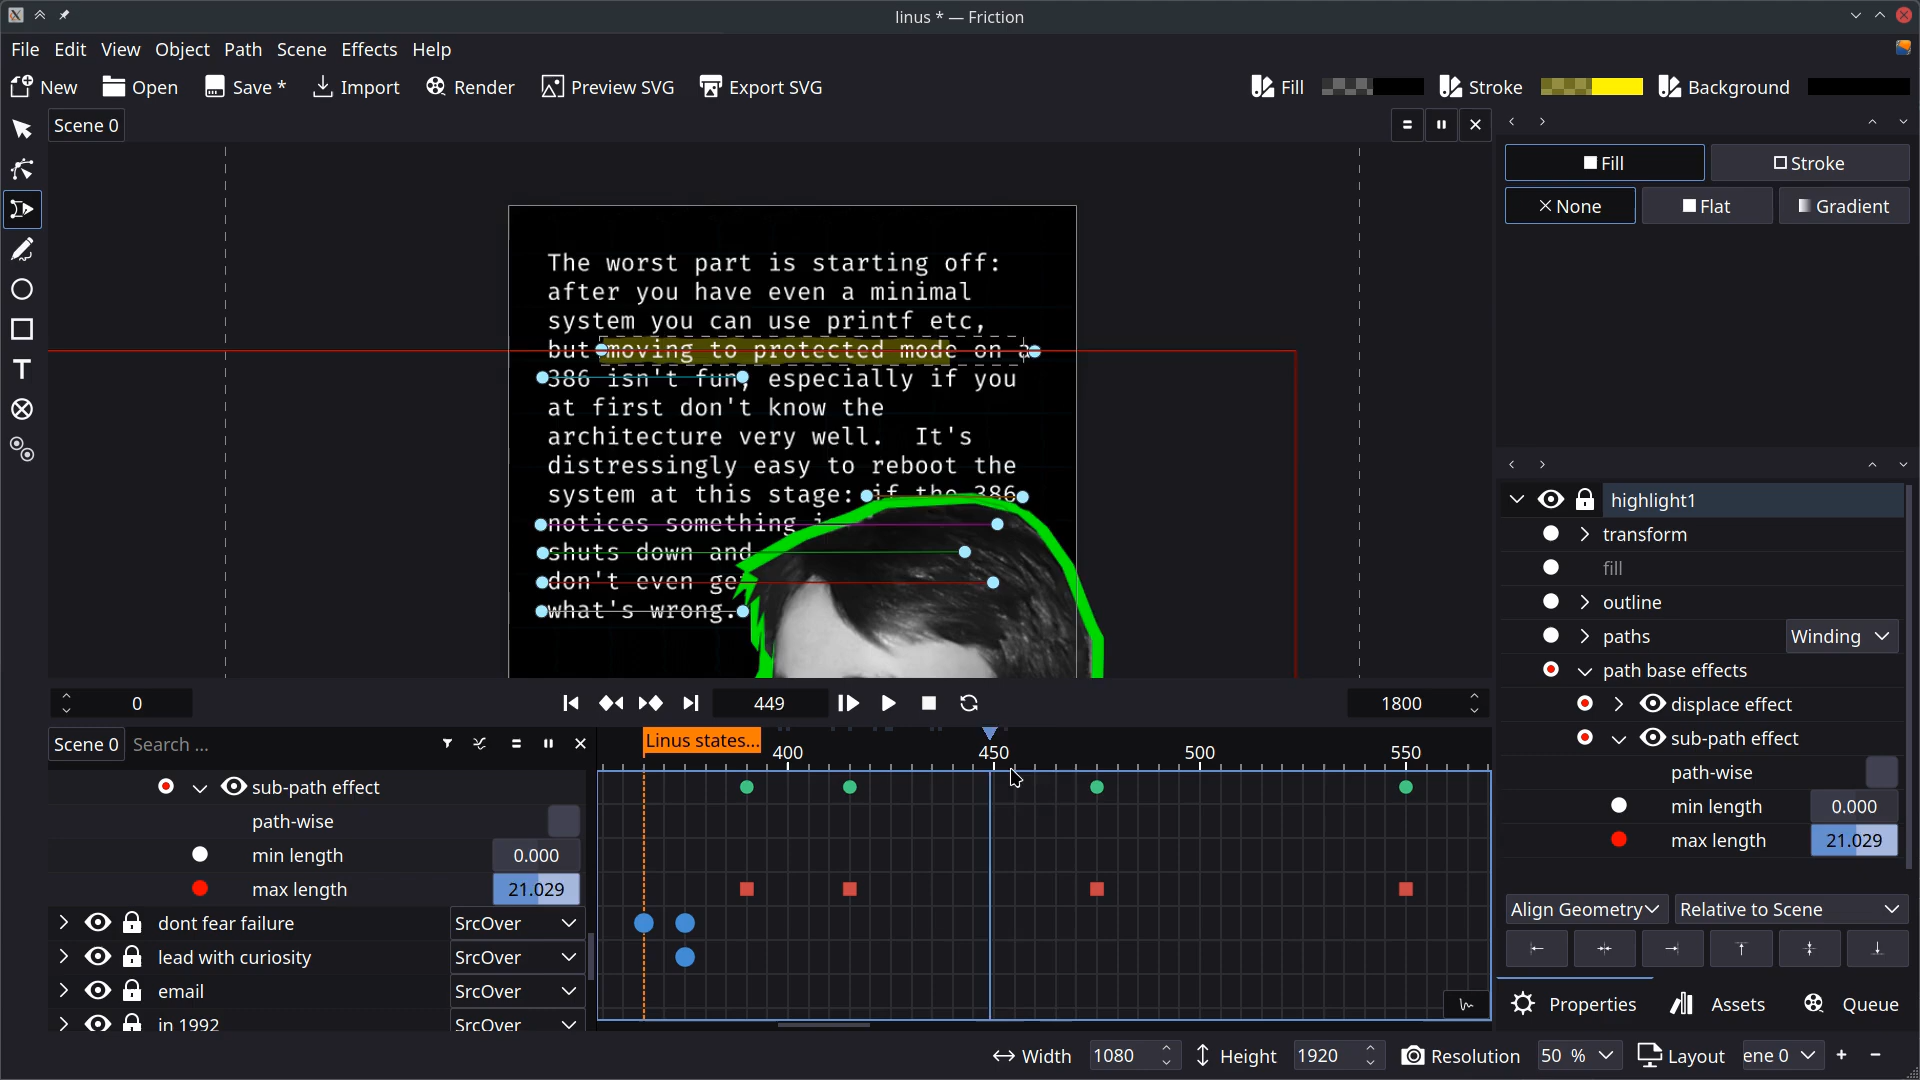 linus * — Friction
File Edit View Object Path Scene Effects Help
New Open Save * Import Render Preview SVG Export SVG Fill Stroke Background
Scene 0
Fill Stroke
None Flat Gradient
The worst part is starting off:
after you have even a minimal
system you can use printf etc,
but moving to protected mode on a
386 isn't fun, especially if you
at first don't know the
architecture very well. It's
distressingly easy to reboot the
system at this stage: if the 386
notices something
shuts down and
don't even ge
what's wrong.
highlight1
transform
fill
outline
paths Winding
path base effects
displace effect
sub-path effect
path-wise
min length 0.000
max length 21.029
0 449 1800
Scene 0 Search ... Linus states... 400 450 500 550
sub-path effect
path-wise
min length 0.000
max length 21.029
dont fear failure SrcOver
lead with curiosity SrcOver
email SrcOver
in 1992 SrcOver
Align Geometry Relative to Scene
Properties Assets Queue
Width 1080 Height 1920 Resolution 50 % Layout ene 0 + −